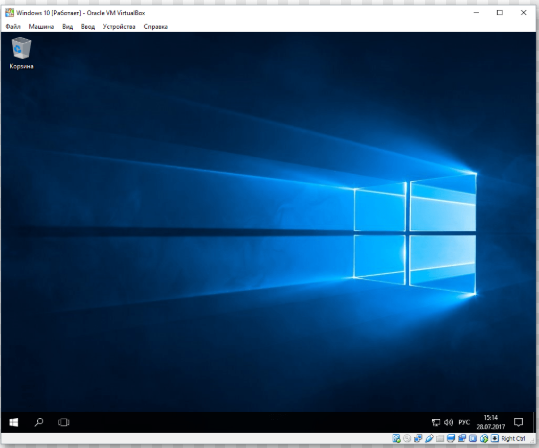 Windows 10 [Работает] - Oracle VM VirtualBox
Файл Машина Вид Ввод Устройства Справка
Корзина
РУС
15:14
28.07.2017
Right Ctrl